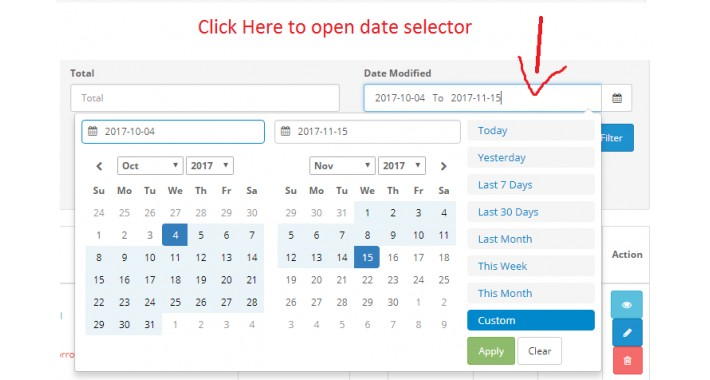 Click Here to open date selector
Total
Date Modified
Total
2017-10-04 To 2017-11-15
2017-10-04
2017-11-15
Today
Filter
Oct 2017
Nov 2017
Yesterday
Su Mo Tu We Th Fr Sa
Su Mo Tu We Th Fr Sa
Last 7 Days
24 25 26 27 28 29 30
29 30 31 1 2 3 4
Last 30 Days
1 2 3 4 5 6 7
5 6 7 8 9 10 11
Last Month
8 9 10 11 12 13 14
12 13 14 15 16 17 18
This Week
Action
15 16 17 18 19 20 21
19 20 21 22 23 24 25
This Month
22 23 24 25 26 27 28
26 27 28 29 30 1 2
Custom
29 30 31 1 2 3 4
3 4 5 6 7 8 9
Apply
Clear